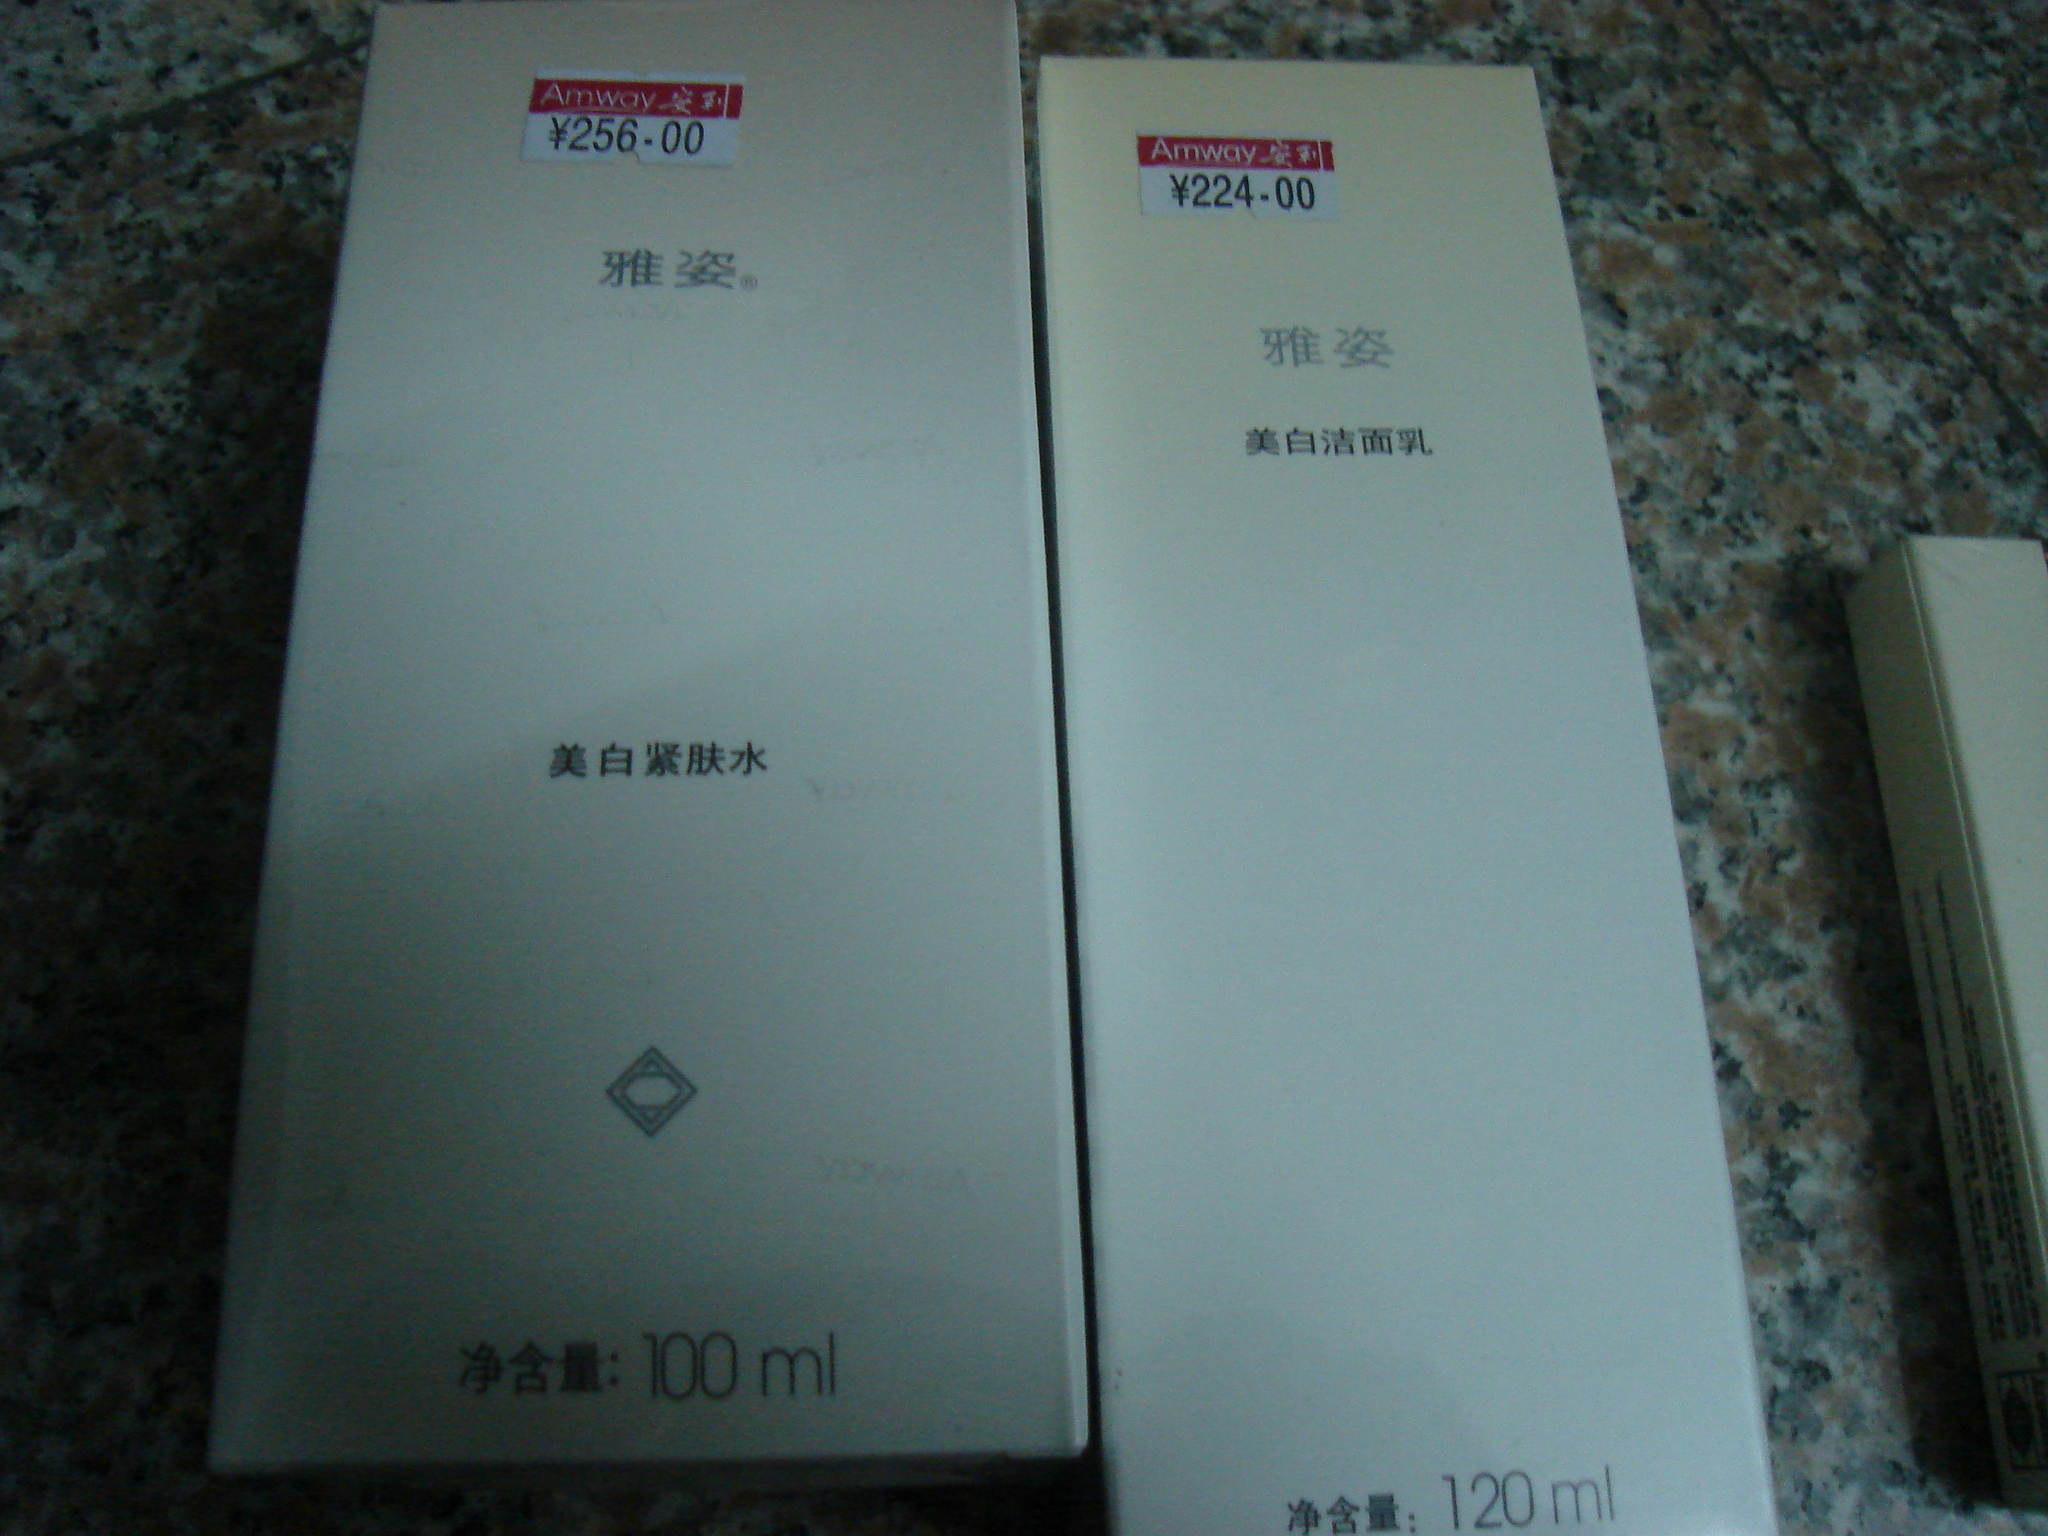 Amway 安利
¥256-00
雅姿®
美白紧肤水
净含量: 100 ml
Amway 安利
¥224-00
雅姿
美白洁面乳
净含量: 120 ml